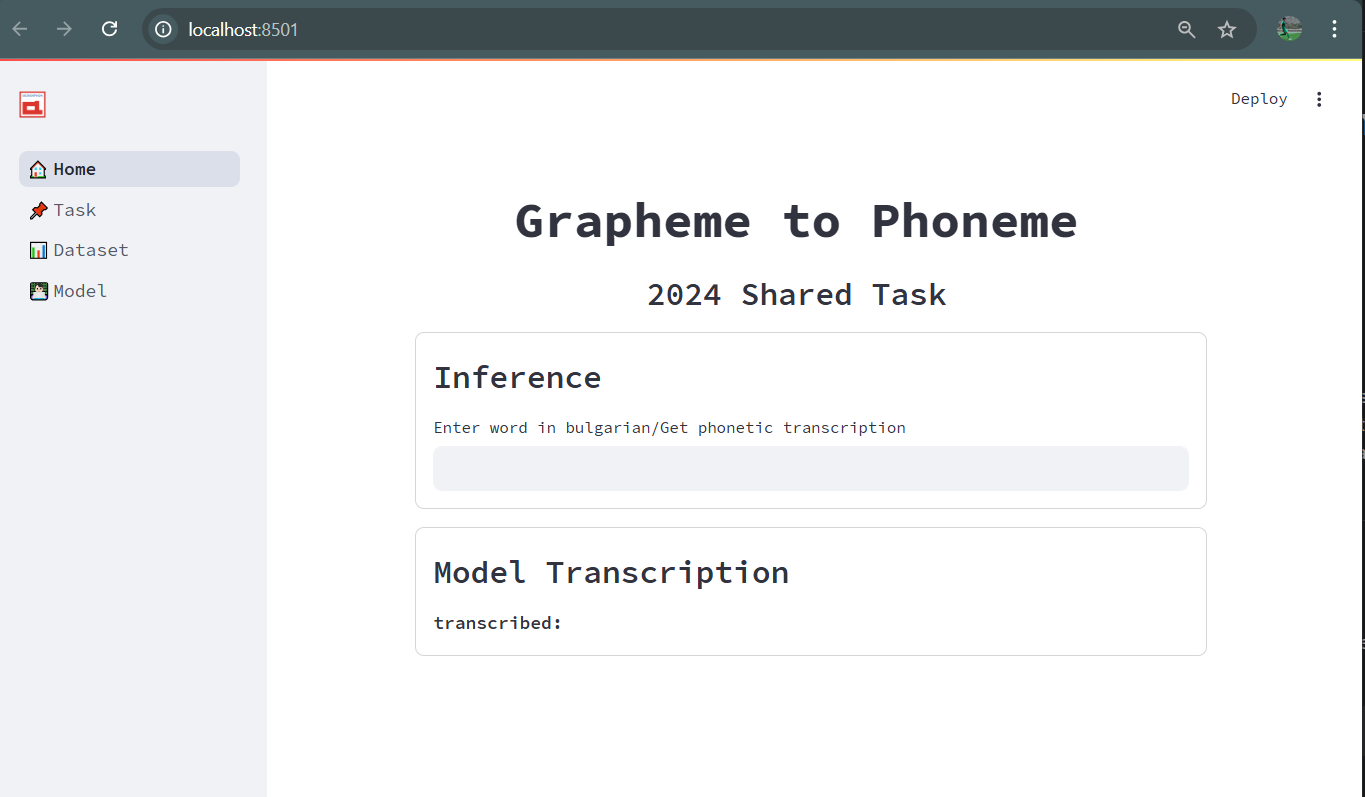 localhost:8501
Deploy
Home
Task
Dataset
Model
Grapheme to Phoneme
2024 Shared Task
Inference
Enter word in bulgarian/Get phonetic transcription
Model Transcription
transcribed: